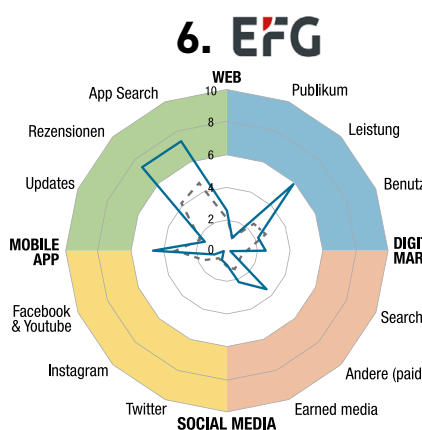 6. EFG
WEB
App Search
Publikum
Rezensionen
Leistung
Updates
Benutz
10
8
6
4
2
0
MOBILE
APP
DIGIT
MAR
Facebook
& Youtube
Search
Instagram
Andere (paid
Twitter
Earned media
SOCIAL MEDIA